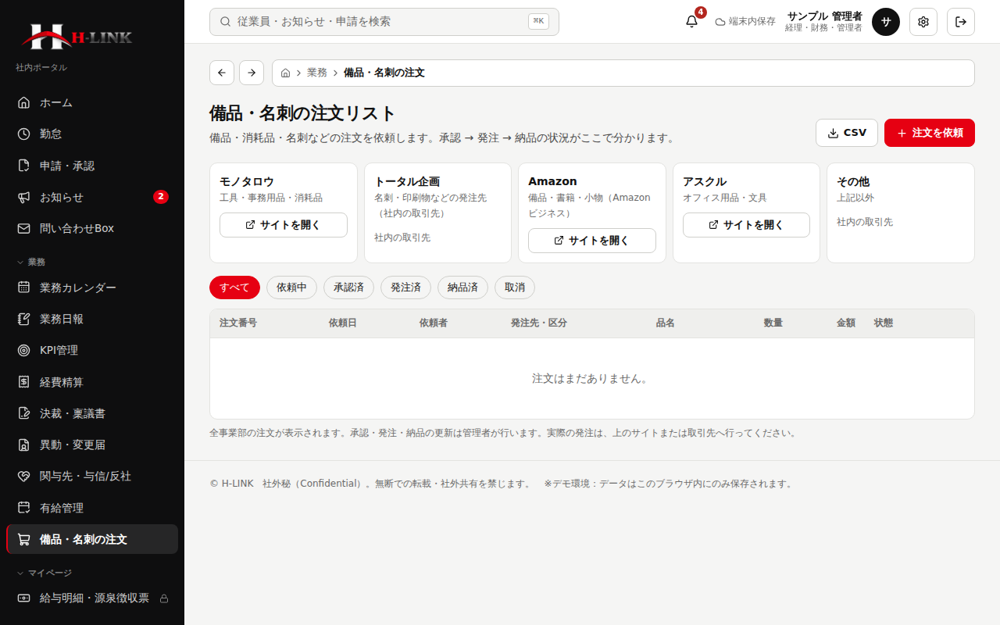 H-LINK
社内ポータル
ホーム
勤怠
申請・承認
お知らせ 2
問い合わせBox
業務
業務カレンダー
業務日報
KPI管理
経費精算
決裁・稟議書
異動・変更届
関与先・与信/反社
有給管理
備品・名刺の注文
マイページ
給与明細・源泉徴収票
従業員・お知らせ・申請を検索 ⌘K
4
端末内保存
サンプル 管理者
経理・財務・管理者
サ
業務 備品・名刺の注文
備品・名刺の注文リスト
備品・消耗品・名刺などの注文を依頼します。承認 → 発注 → 納品の状況がここで分かります。
CSV
注文を依頼
モノタロウ
工具・事務用品・消耗品
サイトを開く
トータル企画
名刺・印刷物などの発注先
（社内の取引先）
社内の取引先
Amazon
備品・書籍・小物（Amazon
ビジネス）
サイトを開く
アスクル
オフィス用品・文具
サイトを開く
その他
上記以外
社内の取引先
すべて 依頼中 承認済 発注済 納品済 取消
注文番号 依頼日 依頼者 発注先・区分 品名 数量 金額 状態
注文はまだありません。
全事業部の注文が表示されます。承認・発注・納品の更新は管理者が行います。実際の発注は、上のサイトまたは取引先へ行ってください。
© H-LINK　社外秘（Confidential）。無断での転載・社外共有を禁じます。　※デモ環境：データはこのブラウザ内にのみ保存されます。